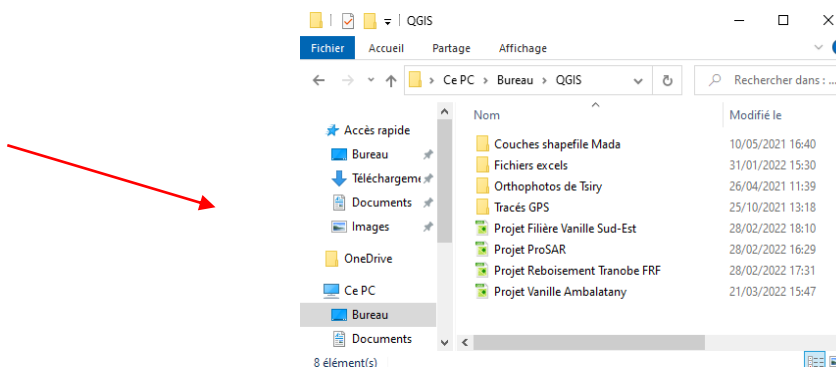 QGIS
Fichier Accueil Partage Affichage
Ce PC > Bureau > QGIS
Rechercher dans : ...
Nom Modifié le
Accès rapide
Bureau
Téléchargeme
Documents
Images
OneDrive
Ce PC
Bureau
Documents
Couches shapefile Mada 10/05/2021 16:40
Fichiers excels 31/01/2022 15:30
Orthophotos de Tsiry 26/04/2021 11:39
Tracés GPS 25/10/2021 13:18
Projet Filière Vanille Sud-Est 28/02/2022 18:10
Projet ProSAR 28/02/2022 16:29
Projet Reboisement Tranobe FRF 28/02/2022 17:31
Projet Vanille Ambalatany 21/03/2022 15:47
8 élément(s)